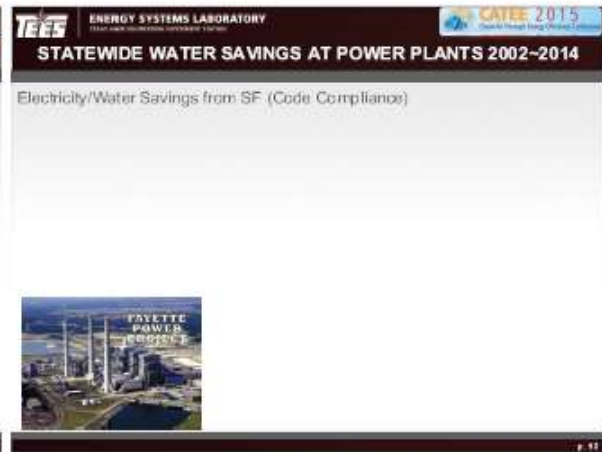 TEES
ENERGY SYSTEMS LABORATORY
CATEE 2015
STATEWIDE WATER SAVINGS AT POWER PLANTS 2002~2014
Electricity/Water Savings from SF (Code Compliance)
FAYETTE
POWER
PROJECT